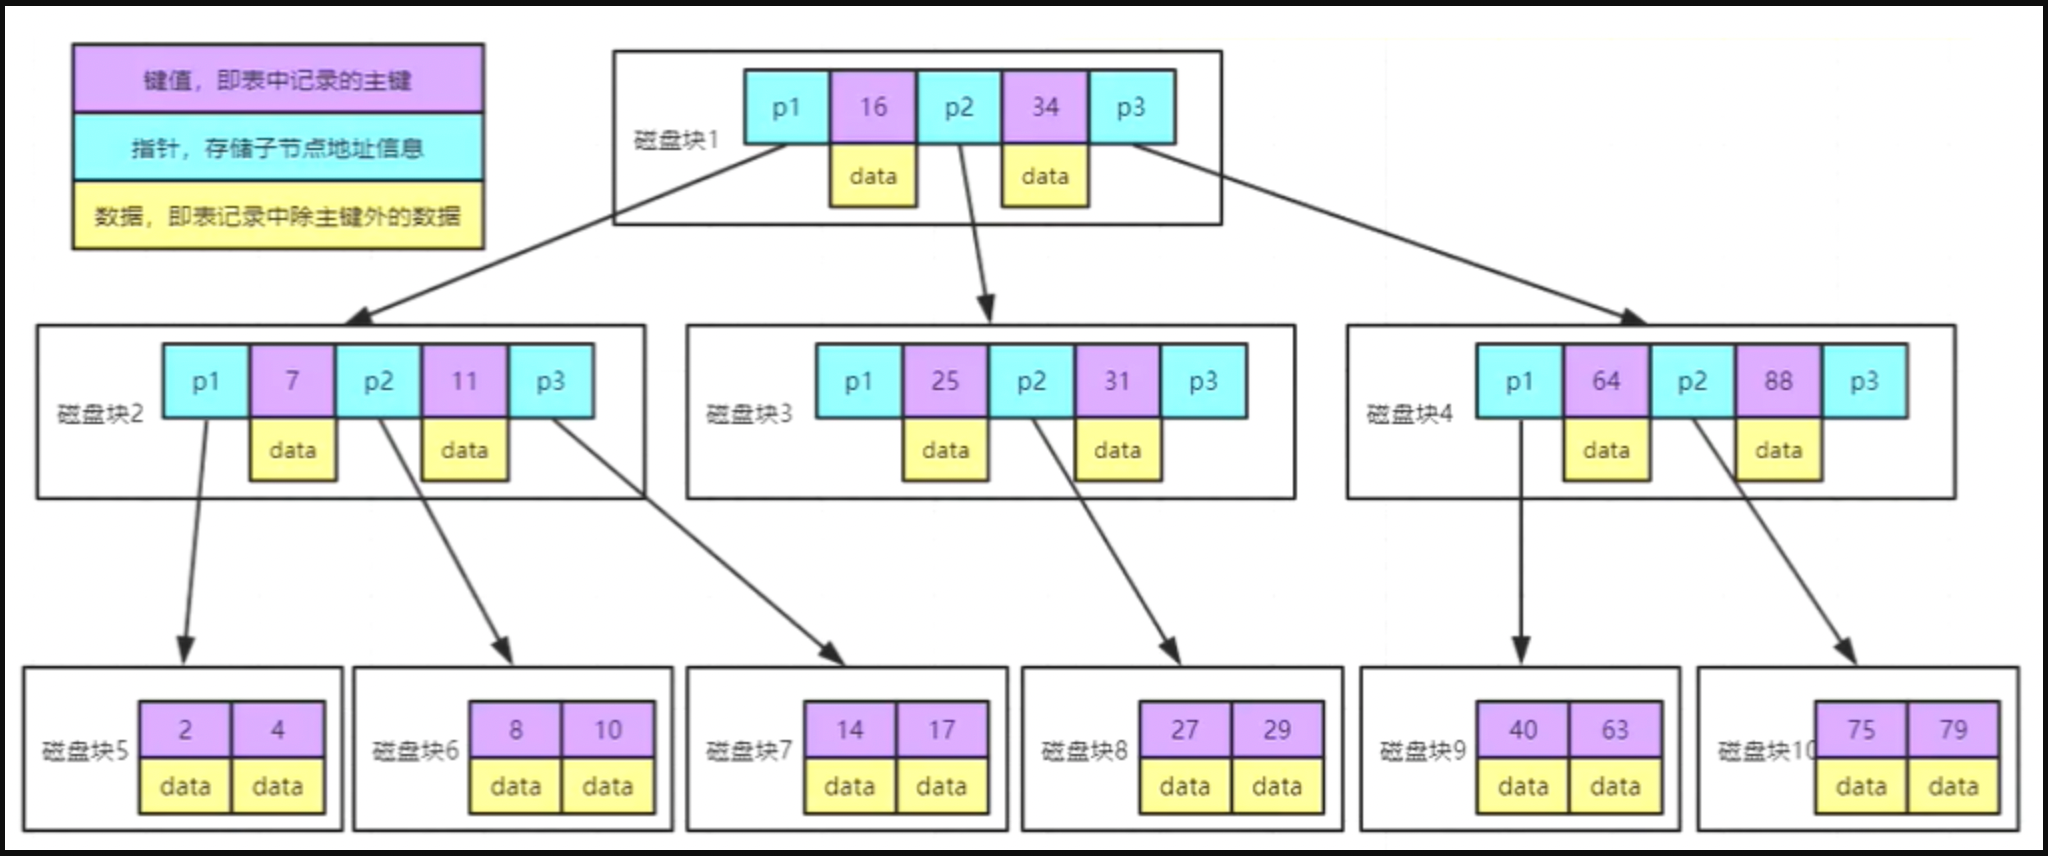 键值，即表中记录的主键
指针，存储子节点地址信息
数据，即表记录中除主键外的数据
磁盘块1
p1 16 p2 34 p3
data data
磁盘块2
p1 7 p2 11 p3
data data
磁盘块3
p1 25 p2 31 p3
data data
磁盘块4
p1 64 p2 88 p3
data data
磁盘块5
2 4
data data
磁盘块6
8 10
data data
磁盘块7
14 17
data data
磁盘块8
27 29
data data
磁盘块9
40 63
data data
磁盘块10
75 79
data data